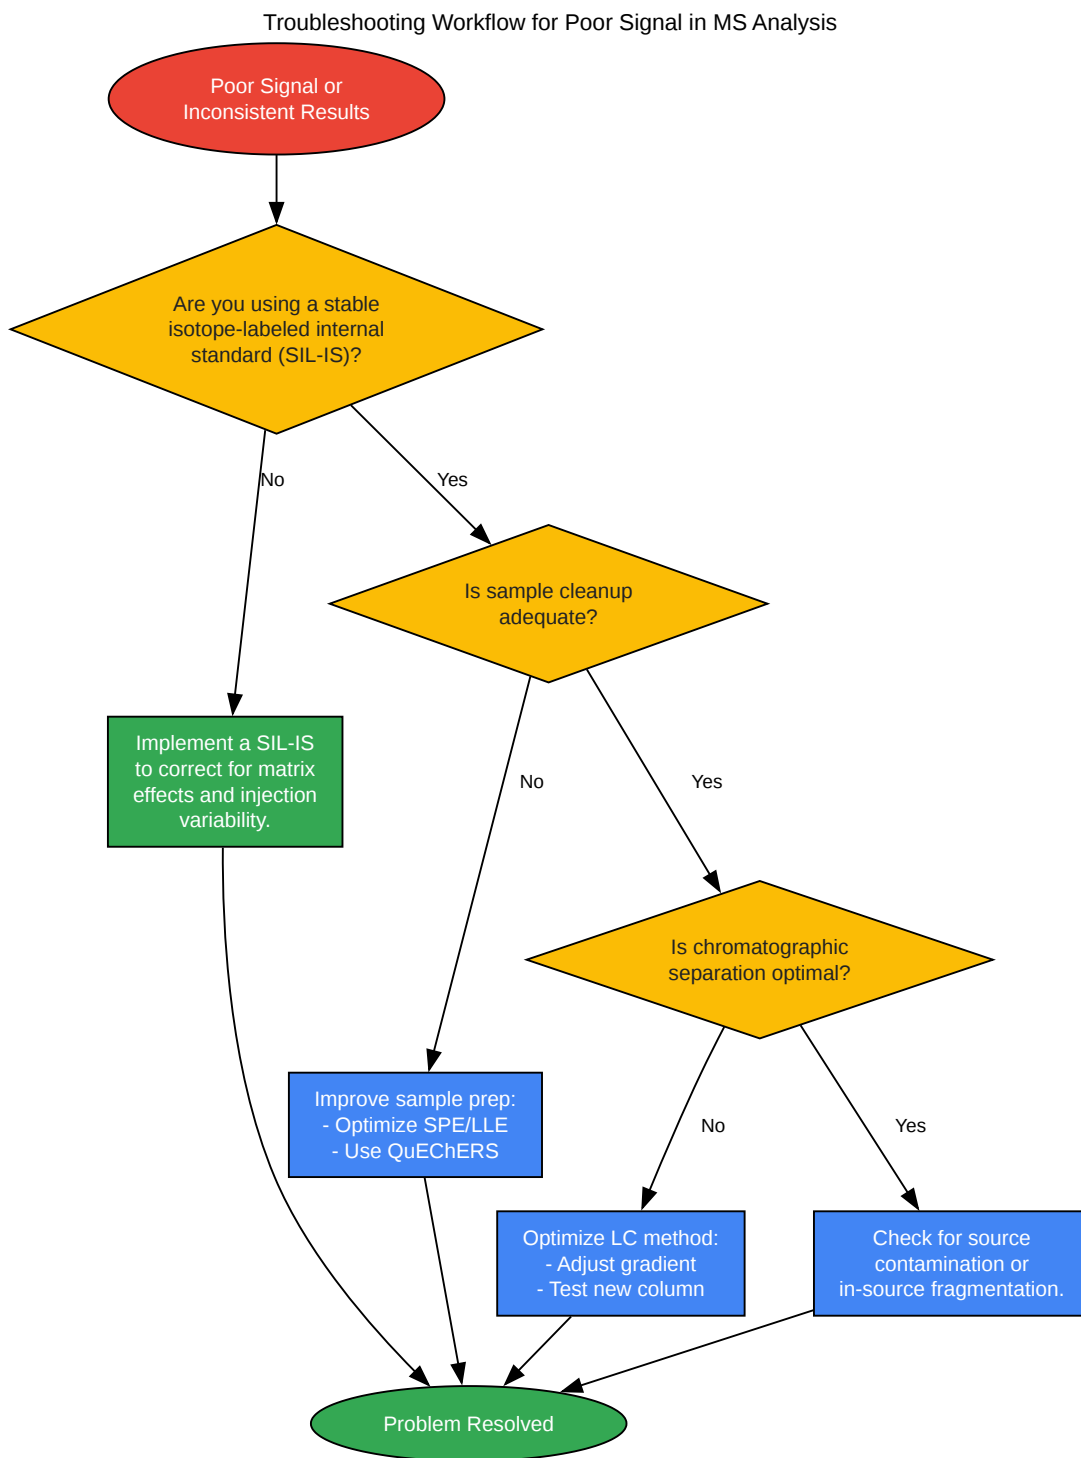 Troubleshooting Workflow for Poor Signal in MS Analysis
Poor Signal or
Inconsistent Results
Are you using a stable
isotope-labeled internal
standard (SIL-IS)?
No
Yes
Is sample cleanup
adequate?
Implement a SIL-IS
to correct for matrix
effects and injection
variability.
No
Yes
Is chromatographic
separation optimal?
Improve sample prep:
- Optimize SPE/LLE
- Use QuEChERS
No
Yes
Optimize LC method:
- Adjust gradient
- Test new column
Check for source
contamination or
in-source fragmentation.
Problem Resolved